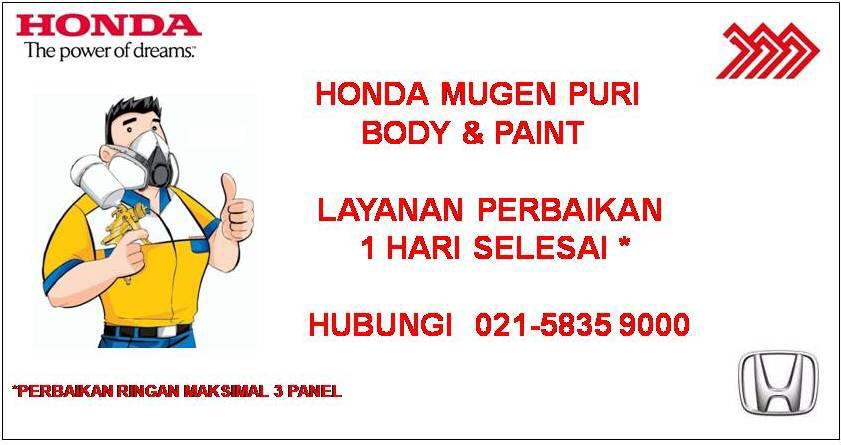 HONDA
The power of dreams.
HONDA MUGEN PURI
BODY & PAINT
LAYANAN PERBAIKAN
1 HARI SELESAI *
HUBUNGI 021-5835 9000
*PERBAIKAN RINGAN MAKSIMAL 3 PANEL